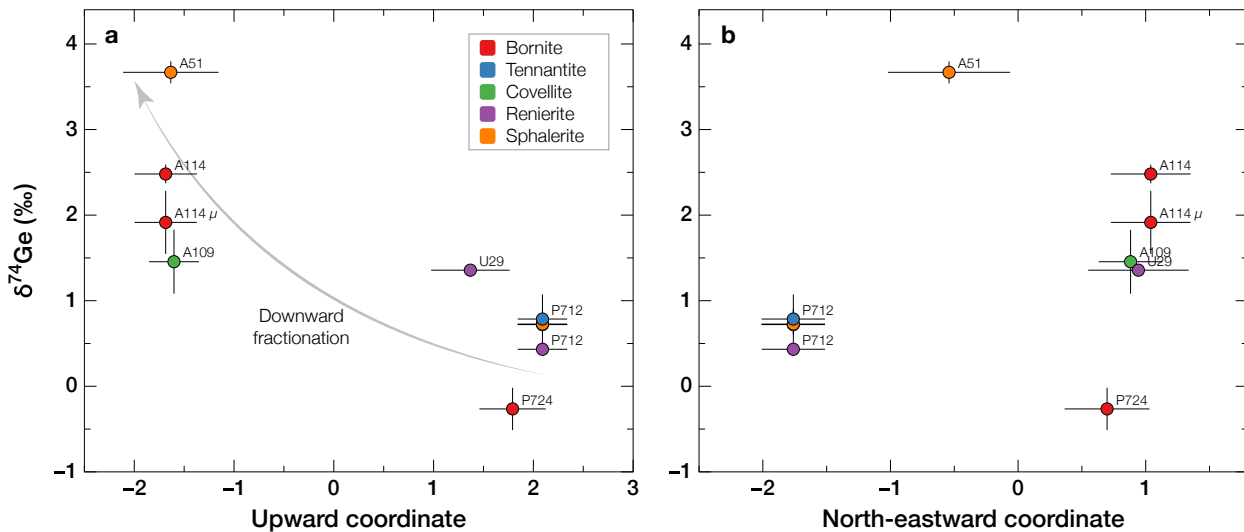 a
4
3
2
1
0
−1
δ⁷⁴Ge (‰)
A51
A114
A114 μ
A109
U29
P712
P712
P724
Bornite
Tennantite
Covellite
Renierite
Sphalerite
Downward
fractionation
−2 −1 0 1 2 3
Upward coordinate
b
4
3
2
1
0
−1
A51
A114
A114 μ
A109
U29
P712
P712
P724
−2 −1 0 1
North-eastward coordinate